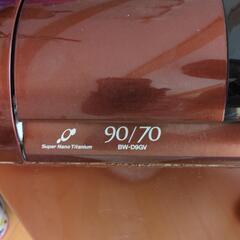 90/70
Super Nano Titanium
BW-D9GV